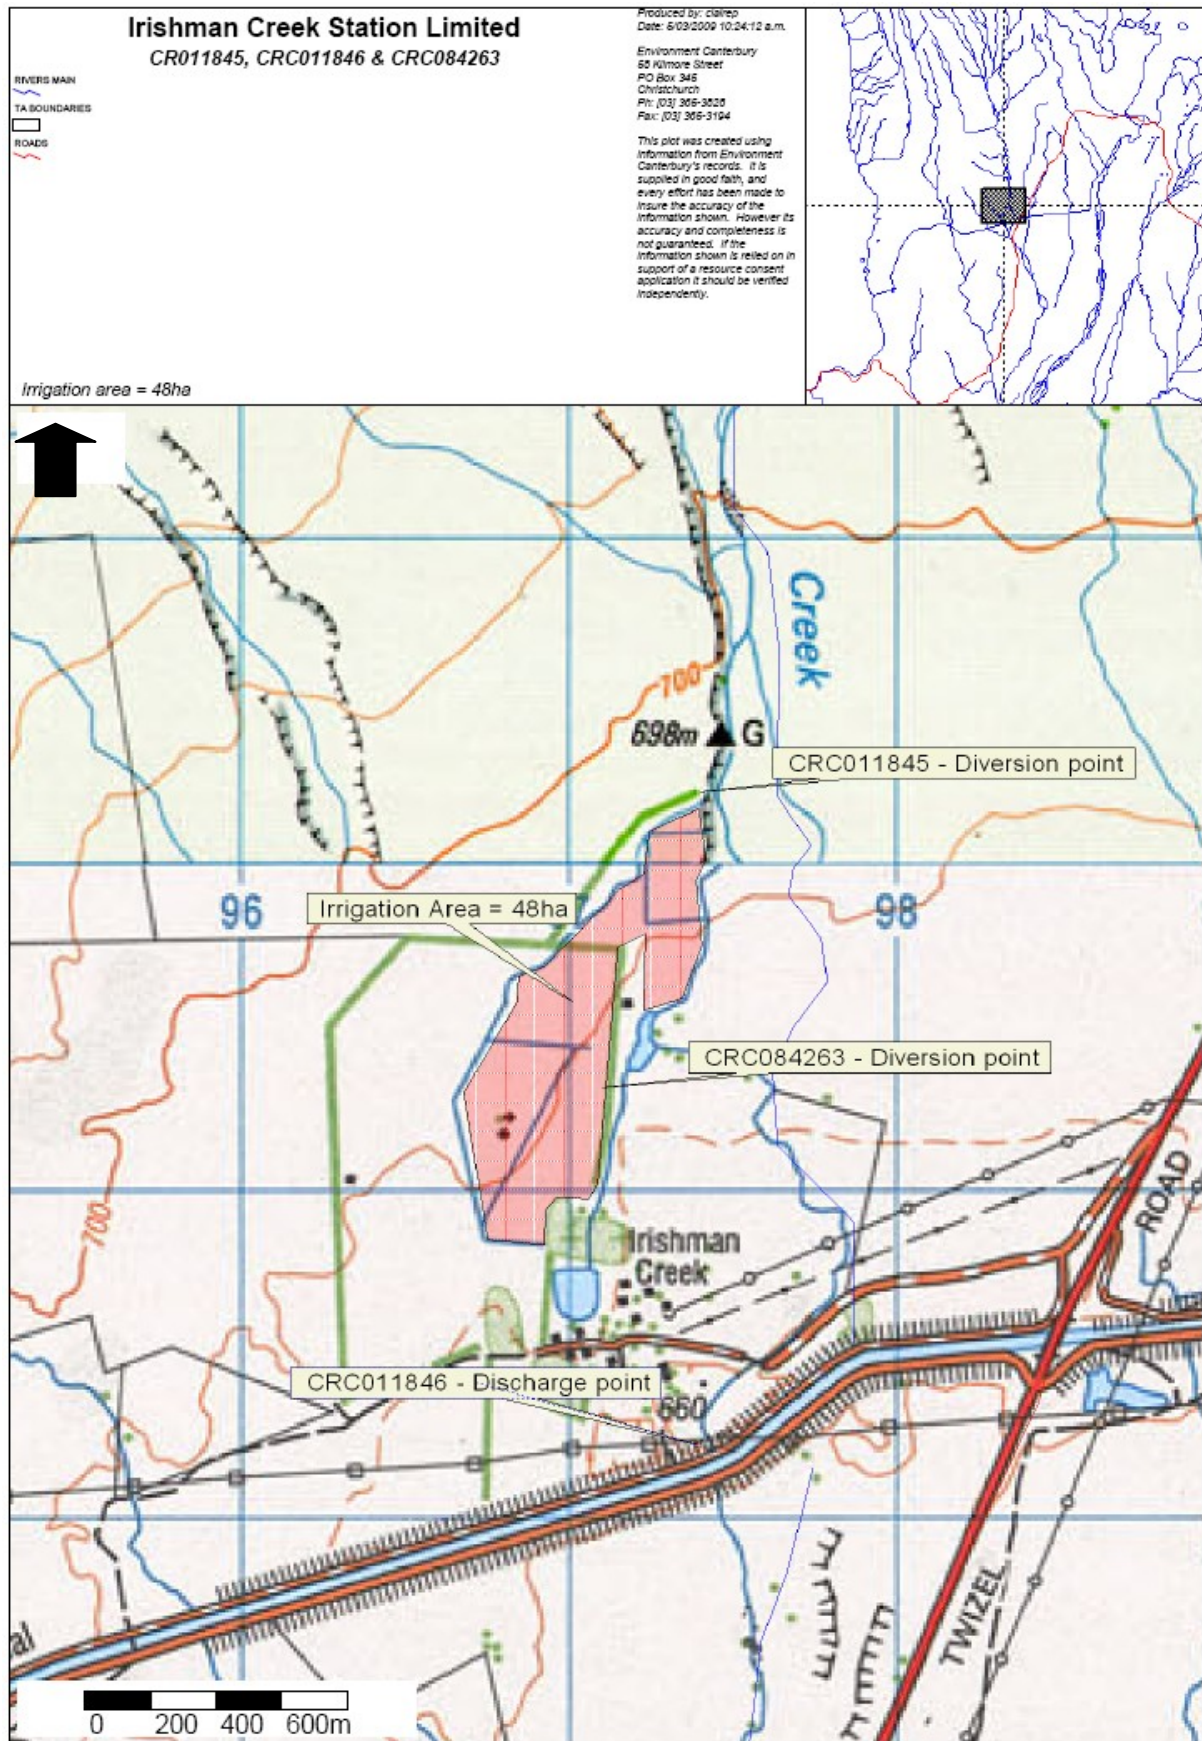 Irishman Creek Station Limited
CR011845, CRC011846 & CRC084263
RIVERS MAIN
TA BOUNDARIES
ROADS
Irrigation area = 48ha
Produced by: clairep
Date: 6/03/2009 10:24:12 a.m.
Environment Canterbury
58 Kilmore Street
PO Box 345
Christchurch
Ph: [03] 365-3828
Fax: [03] 365-3194
This plot was created using
information from Environment
Canterbury's records. It is
supplied in good faith, and
every effort has been made to
insure the accuracy of the
information shown. However its
accuracy and completeness is
not guaranteed. If the
information shown is relied on in
support of a resource consent
application it should be verified
independently.
Creek
700
698m G
CRC011845 - Diversion point
96
Irrigation Area = 48ha
98
CRC084263 - Diversion point
700
Irishman
Creek
ROAD
CRC011846 - Discharge point
660
TWIZEL
al
0 200 400 600m